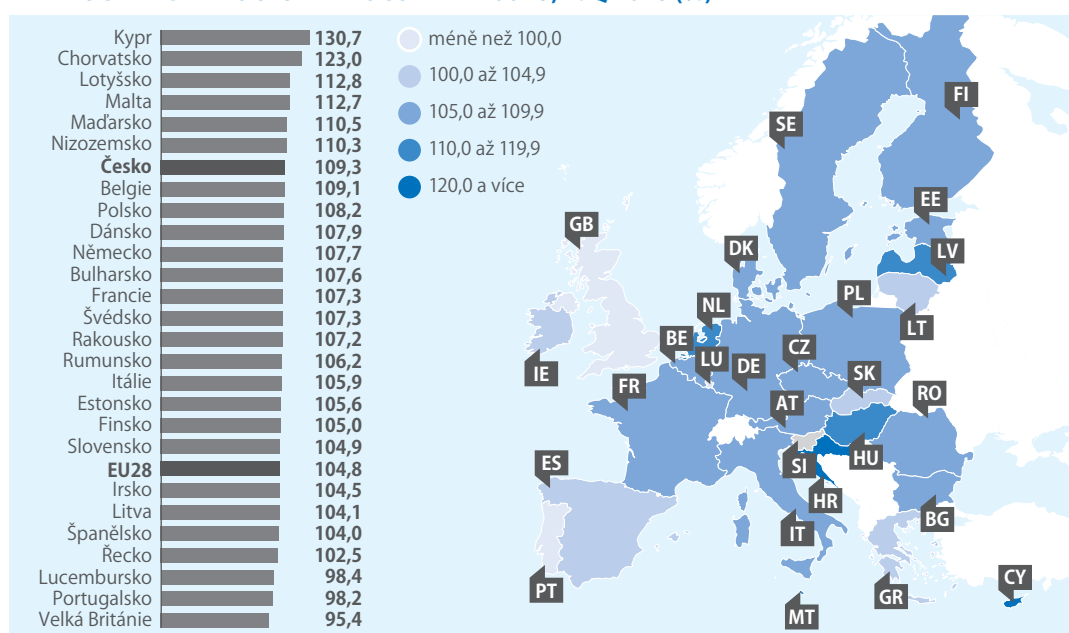 Kypr 130,7
Chorvatsko 123,0
Lotyšsko 112,8
Malta 112,7
Maďarsko 110,5
Nizozemsko 110,3
Česko 109,3
Belgie 109,1
Polsko 108,2
Dánsko 107,9
Německo 107,7
Bulharsko 107,6
Francie 107,3
Švédsko 107,3
Rakousko 107,2
Rumunsko 106,2
Itálie 105,9
Estonsko 105,6
Finsko 105,0
Slovensko 104,9
EU28 104,8
Irsko 104,5
Litva 104,1
Španělsko 104,0
Řecko 102,5
Lucembursko 98,4
Portugalsko 98,2
Velká Británie 95,4
méně než 100,0
100,0 až 104,9
105,0 až 109,9
110,0 až 119,9
120,0 a více
FI
SE
EE
GB
DK
LV
PL
NL
LT
BE
LU
CZ
DE
IE
SK
FR
AT
RO
ES
SI
HU
HR
IT
BG
PT
GR
CY
MT